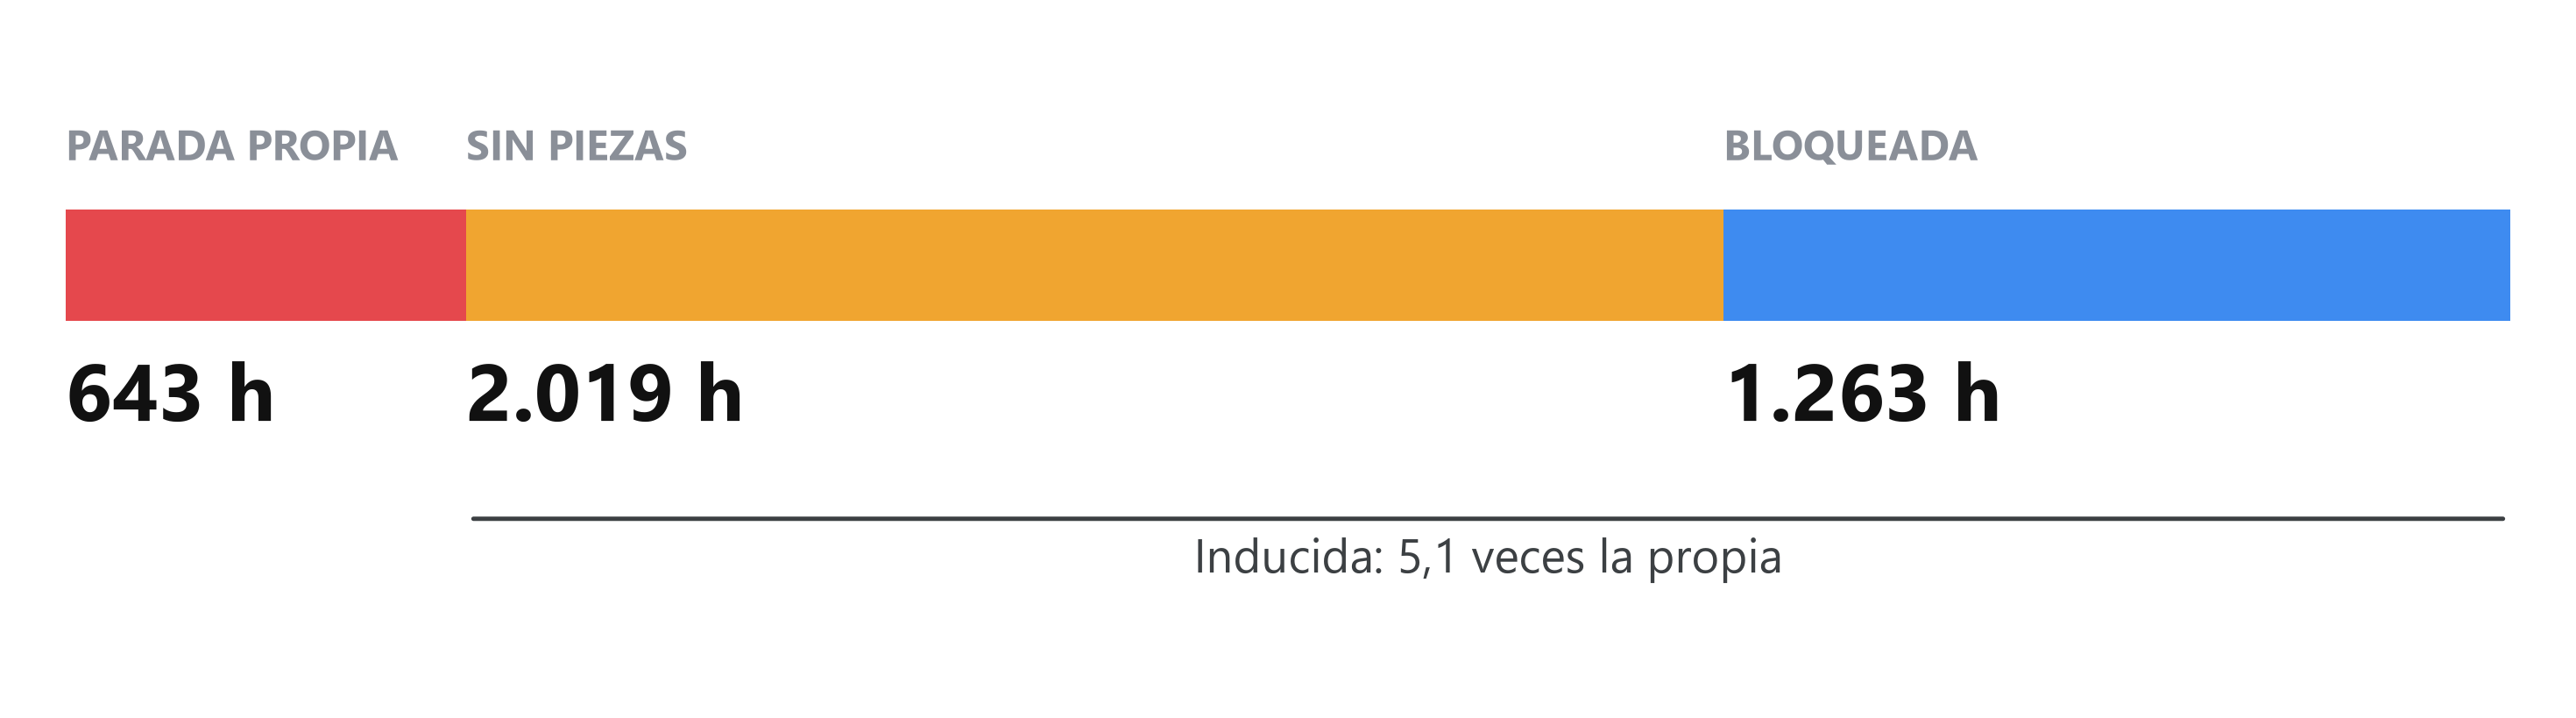 PARADA PROPIA SIN PIEZAS BLOQUEADA
643 h 2.019 h 1.263 h
Inducida: 5,1 veces la propia